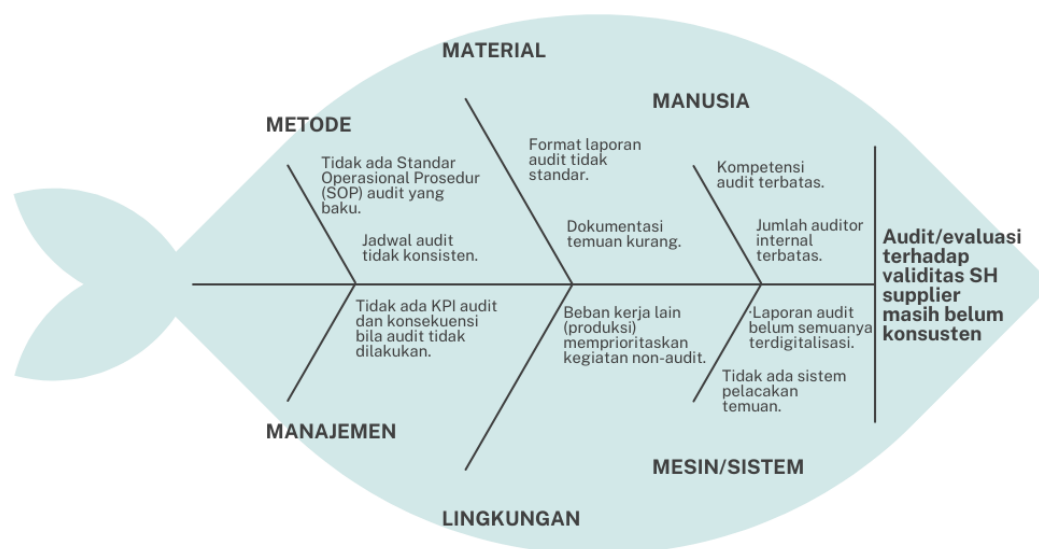 MATERIAL
MANUSIA
METODE
Format laporan
audit tidak
standar.
Tidak ada Standar
Operasional Prosedur
(SOP) audit yang
baku.
Kompetensi
audit terbatas.
Jadwal audit
tidak konsisten.
Dokumentasi
temuan kurang.
Jumlah auditor
internal
terbatas.
Audit/evaluasi
terhadap
validitas SH
supplier
masih belum
konsusten
Tidak ada KPI audit
dan konsekuensi
bila audit tidak
dilakukan.
Beban kerja lain
(produksi)
memprioritaskan
kegiatan non-audit.
·Laporan audit
belum semuanya
terdigitalisasi.
Tidak ada sistem
pelacakan
temuan.
MANAJEMEN
MESIN/SISTEM
LINGKUNGAN